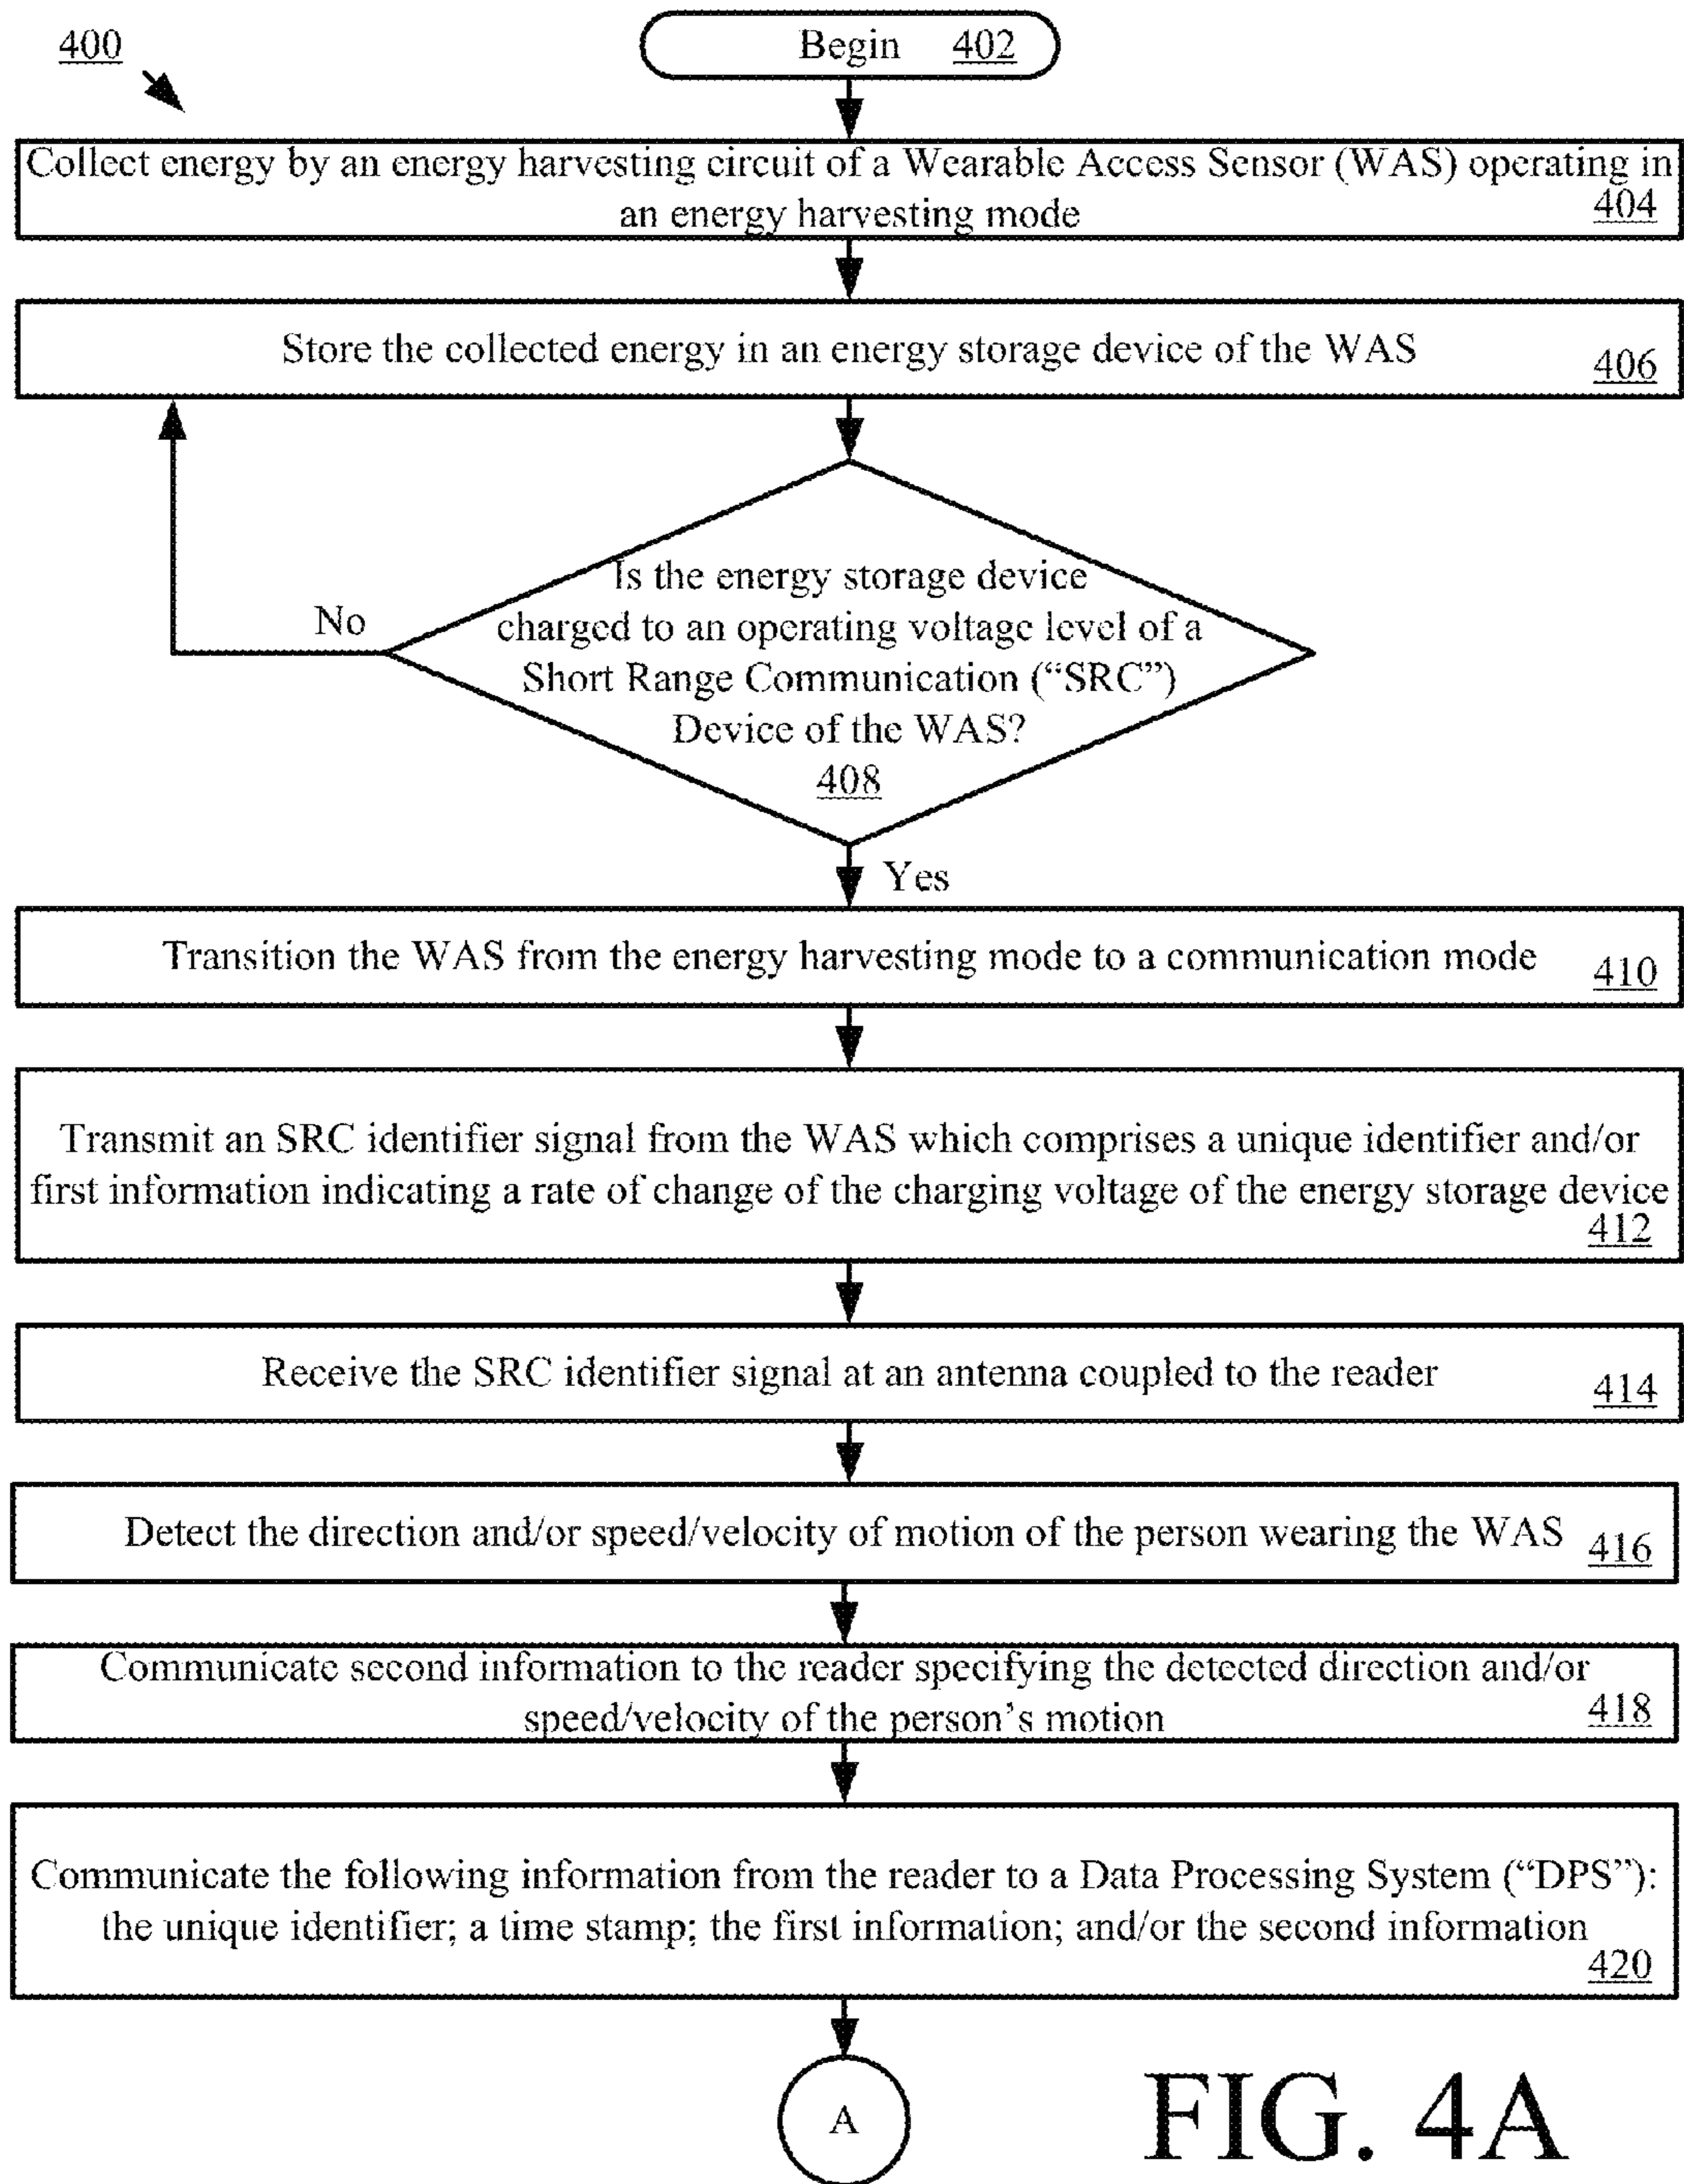 400
Begin 402
Collect energy by an energy harvesting circuit of a Wearable Access Sensor (WAS) operating in
an energy harvesting mode 404
Store the collected energy in an energy storage device of the WAS 406
Is the energy storage device
charged to an operating voltage level of a
Short Range Communication (“SRC”)
Device of the WAS?
408
No
Yes
Transition the WAS from the energy harvesting mode to a communication mode 410
Transmit an SRC identifier signal from the WAS which comprises a unique identifier and/or
first information indicating a rate of change of the charging voltage of the energy storage device
412
Receive the SRC identifier signal at an antenna coupled to the reader 414
Detect the direction and/or speed/velocity of motion of the person wearing the WAS 416
Communicate second information to the reader specifying the detected direction and/or
speed/velocity of the person’s motion 418
Communicate the following information from the reader to a Data Processing System (“DPS”):
the unique identifier; a time stamp; the first information; and/or the second information
420
A
FIG. 4A